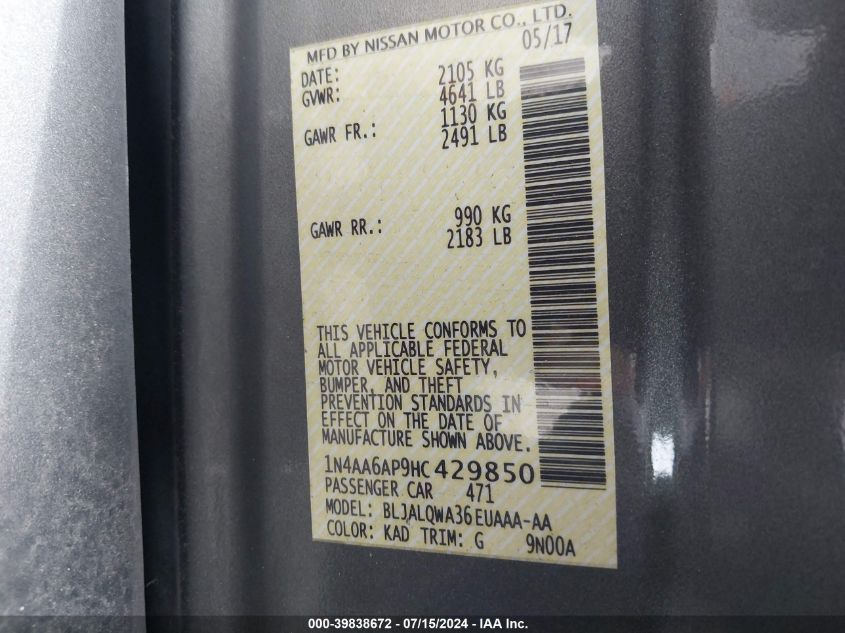 MFD BY NISSAN MOTOR CO., LTD.
DATE: 05/17
GVWR: 2105 KG
4641 LB
GAWR FR.: 1130 KG
2491 LB
GAWR RR.: 990 KG
2183 LB
THIS VEHICLE CONFORMS TO
ALL APPLICABLE FEDERAL
MOTOR VEHICLE SAFETY,
BUMPER, AND THEFT
PREVENTION STANDARDS IN
EFFECT ON THE DATE OF
MANUFACTURE SHOWN ABOVE.
1N4AA6AP9HC429850
PASSENGER CAR 471
MODEL: BLJALQWA36EUAAA-AA
COLOR: KAD TRIM: G 9N00A
000-39838672 - 07/15/2024 - IAA Inc.